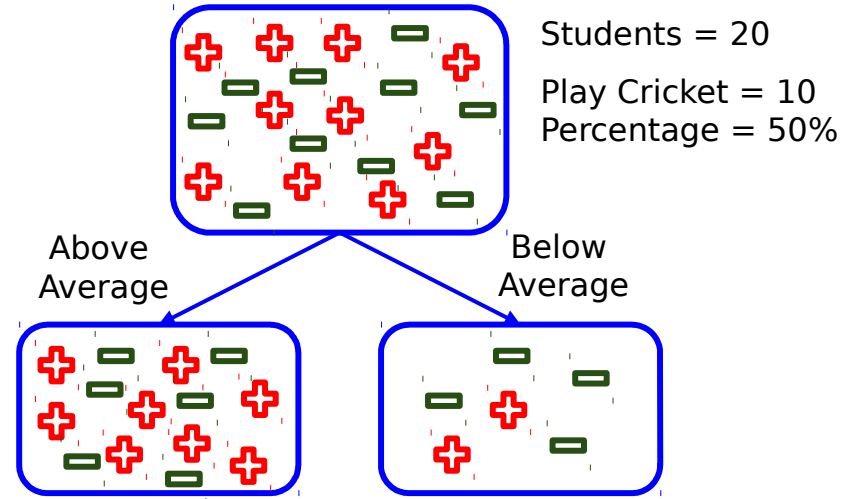 Students = 20
Play Cricket = 10
Percentage = 50%
Above
Average
Below
Average